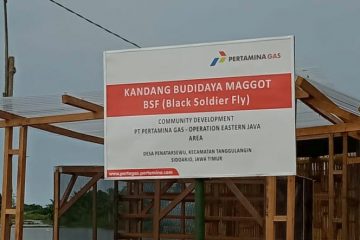 PERTAMINA GAS
KANDANG BUDIDAYA MAGGOT
BSF (Black Soldier Fly)
COMMUNITY DEVELOPMENT
PT PERTAMINA GAS - OPERATION EASTERN JAVA
AREA
DESA PENATARSEWU, KECAMATAN TANGGULANGIN
SIDOARJO, JAWA TIMUR
www.pertagas.pertamina.com